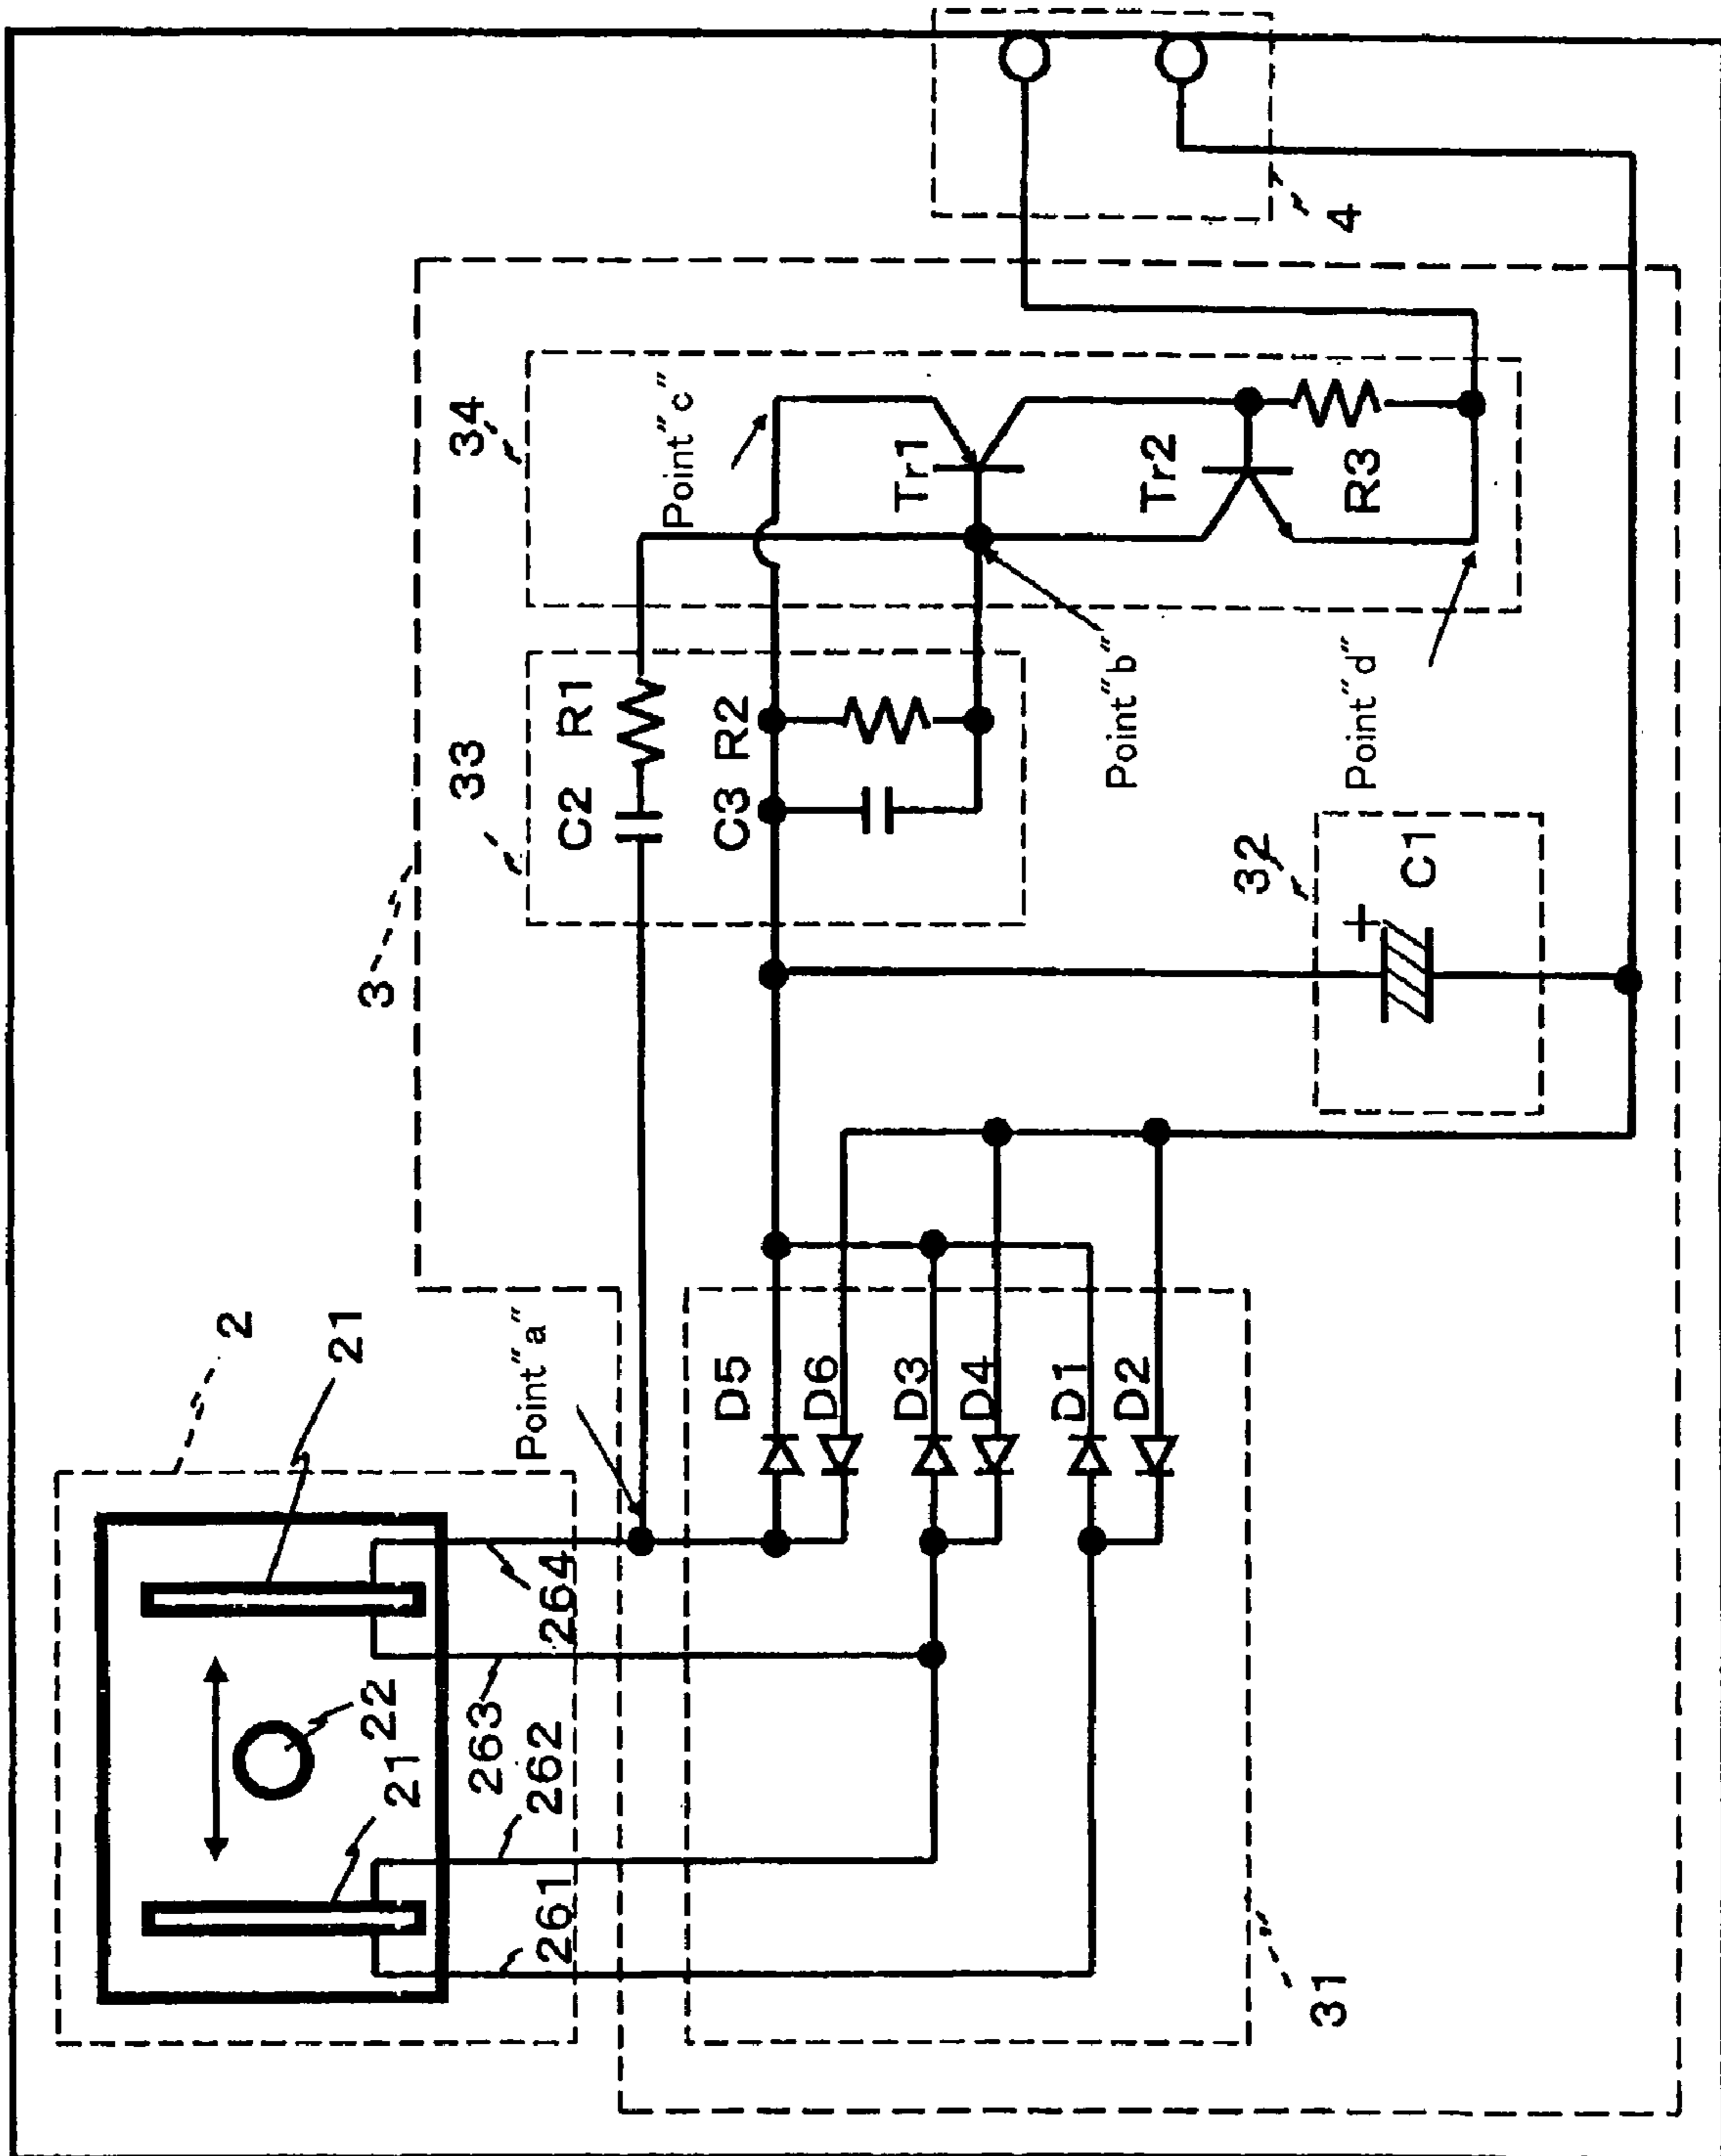 2
21
3
33
34
Point"a"
264
263
262
261
22
21
C2 R1
C3 R2
D5
D6
D3
D4
D1
D2
31
32
+
C1
Point"c"
Tr1
Tr2
R3
Point"b"
Point"d"
4